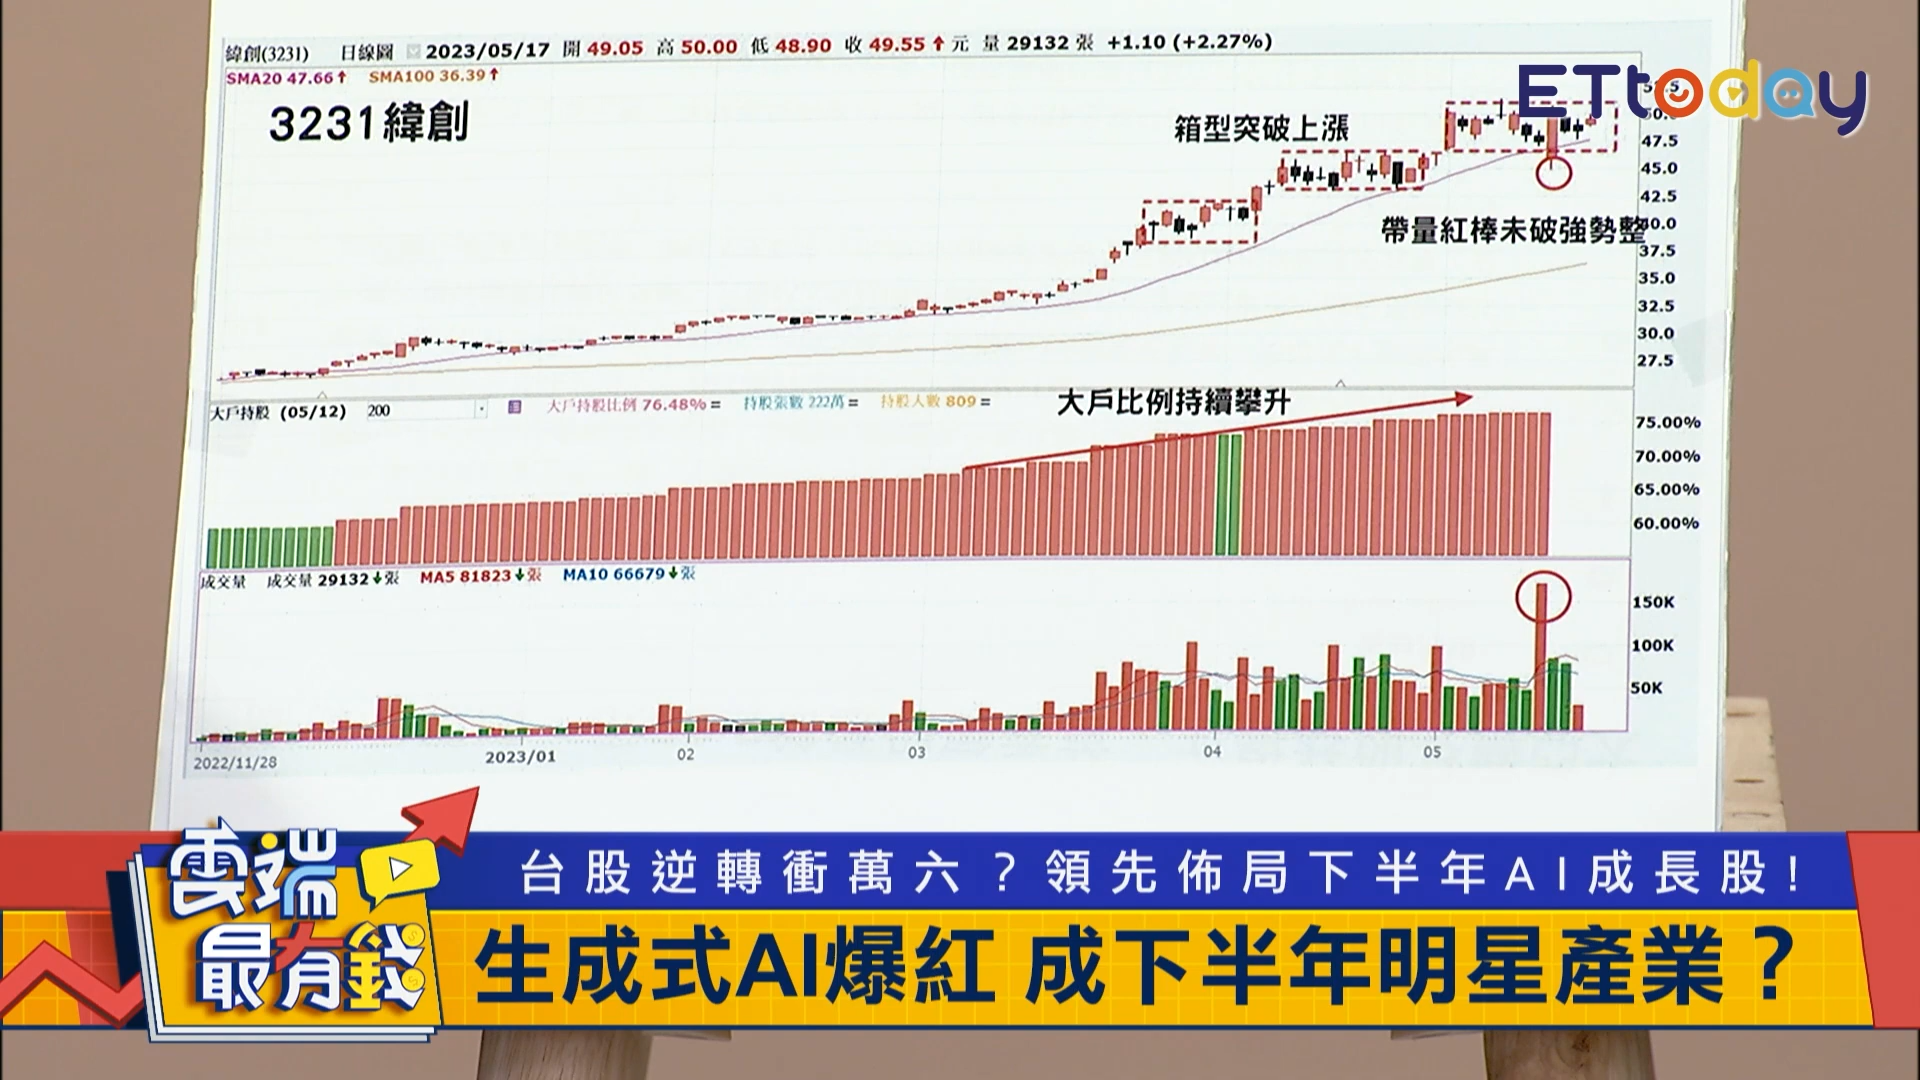 緯創(3231) 日線圖 2023/05/17 開 49.05 高 50.00 低 48.90 收 49.55 ↑ 元 量 29132 張 +1.10 (+2.27%)
SMA20 47.66↑ SMA100 36.39↑
ETtoday
3231緯創
箱型突破上漲
帶量紅棒未破強勢整
47.5
45.0
42.5
40.0
37.5
35.0
32.5
30.0
27.5
大戶持股 (05/12) 200 大戶持股比例 76.48% = 持股張數 222萬 = 持股人數 809 =
大戶比例持續攀升
75.00%
70.00%
65.00%
60.00%
成交量 成交量 29132↓張 MA5 81823↓張 MA10 66679↓張
150K
100K
50K
2022/11/28 2023/01 02 03 04 05
雲端最有錢
台股逆轉衝萬六？領先佈局下半年AI成長股！
生成式AI爆紅 成下半年明星產業？